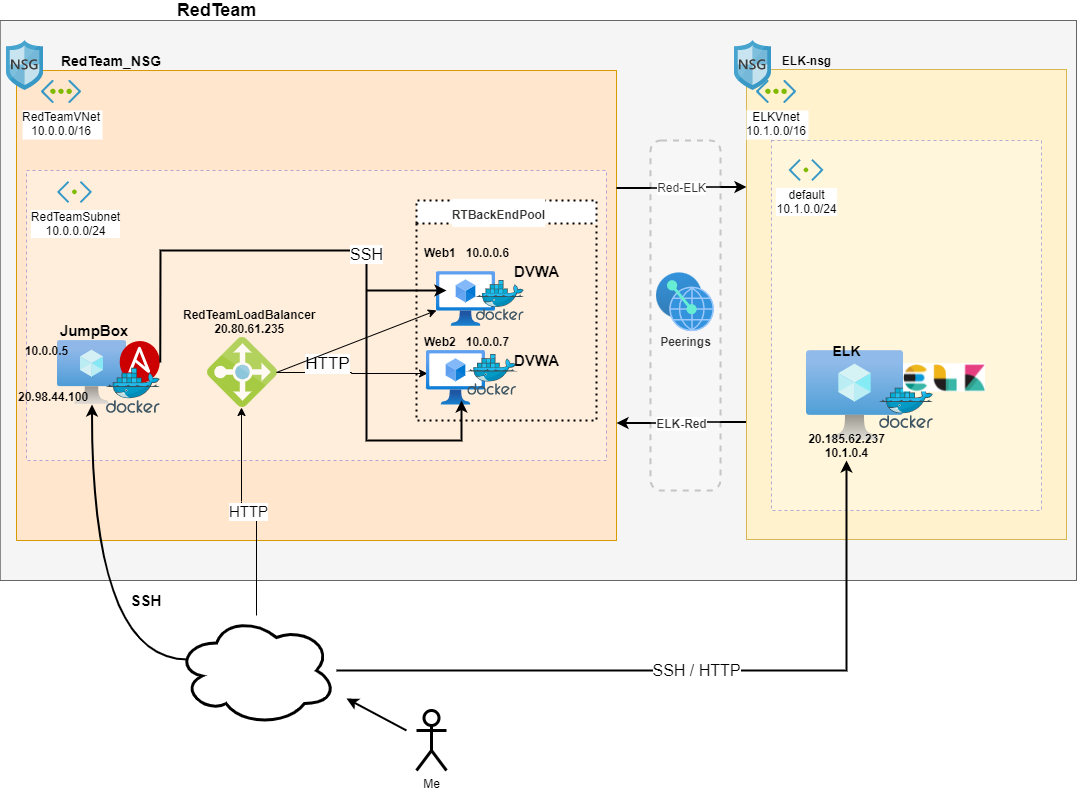 RedTeam
NSG
RedTeam_NSG
RedTeamVNet
10.0.0.0/16
RedTeamSubnet
10.0.0.0/24
JumpBox
10.0.0.5
20.98.44.100
A
docker
SSH
RedTeamLoadBalancer
20.80.61.235
HTTP
RTBackEndPool
Web1 10.0.0.6
DVWA
docker
Web2 10.0.0.7
DVWA
docker
Red-ELK
Peerings
ELK-Red
NSG
ELK-nsg
ELKVnet
10.1.0.0/16
default
10.1.0.0/24
ELK
ELK
docker
20.185.62.237
10.1.0.4
HTTP
SSH
SSH / HTTP
Me